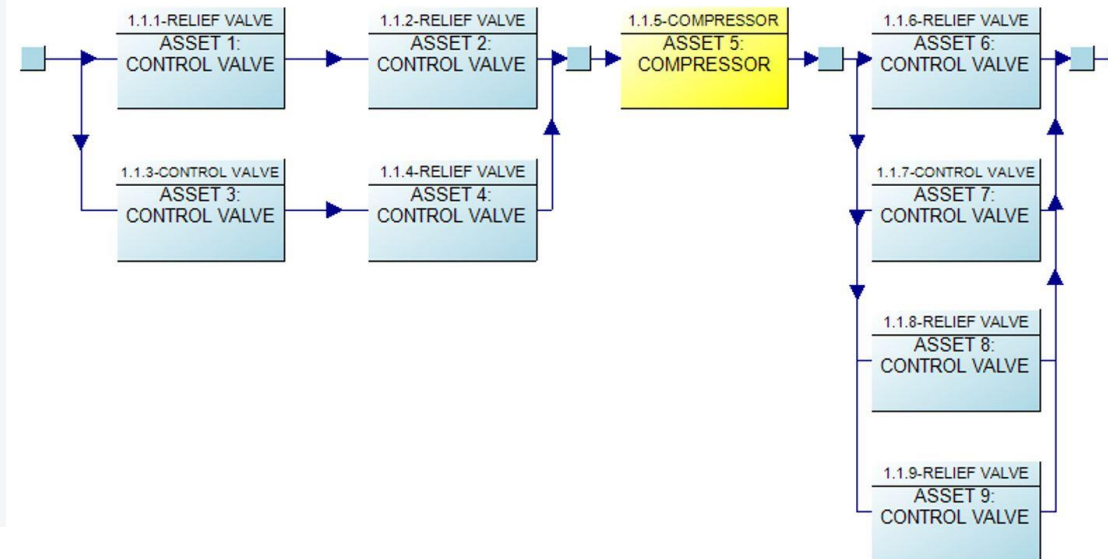 1.1.1-RELIEF VALVE
ASSET 1:
CONTROL VALVE
1.1.2-RELIEF VALVE
ASSET 2:
CONTROL VALVE
1.1.5-COMPRESSOR
ASSET 5:
COMPRESSOR
1.1.6-RELIEF VALVE
ASSET 6:
CONTROL VALVE
1.1.3-CONTROL VALVE
ASSET 3:
CONTROL VALVE
1.1.4-RELIEF VALVE
ASSET 4:
CONTROL VALVE
1.1.7-CONTROL VALVE
ASSET 7:
CONTROL VALVE
1.1.8-RELIEF VALVE
ASSET 8:
CONTROL VALVE
1.1.9-RELIEF VALVE
ASSET 9:
CONTROL VALVE